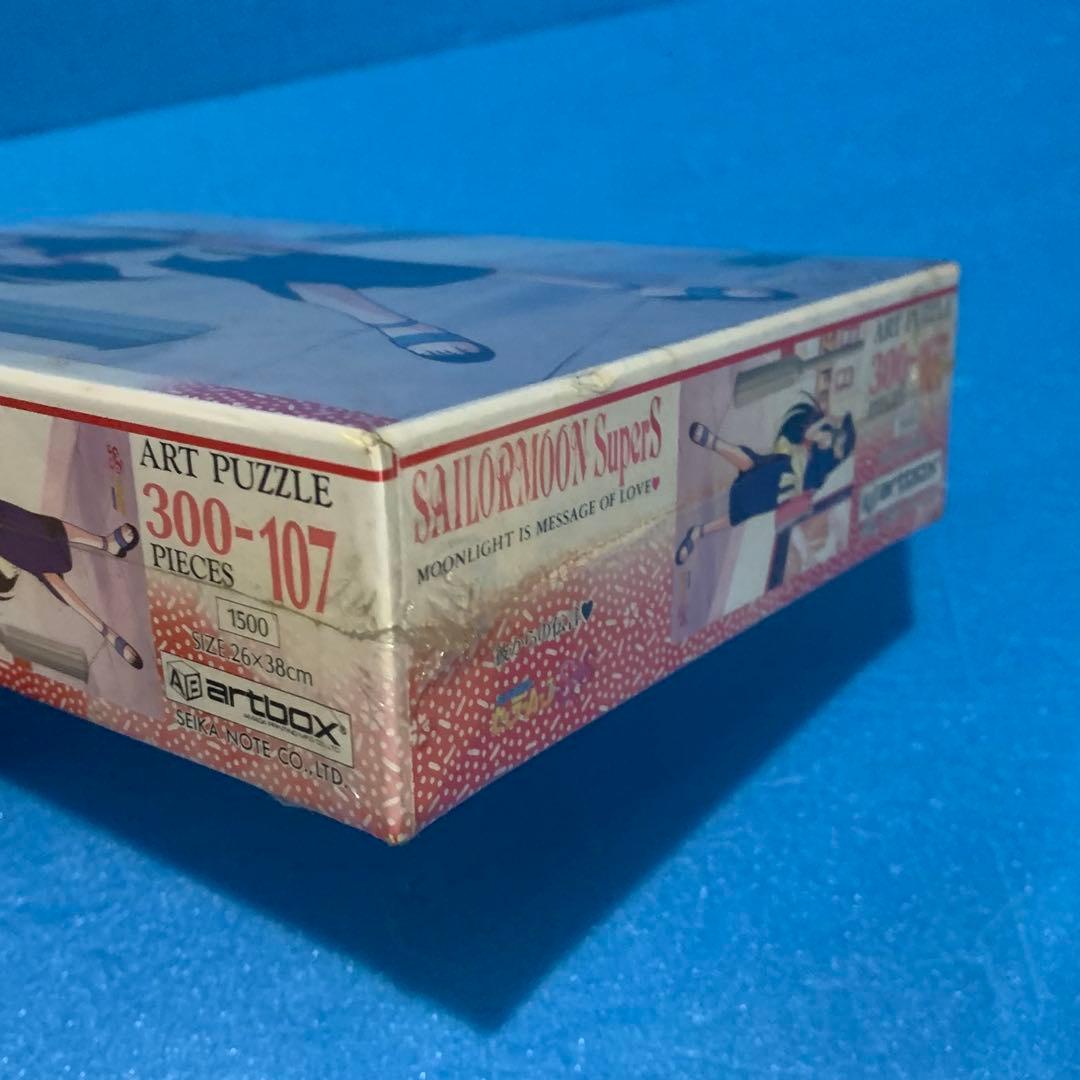 ART PUZZLE
300-107
PIECES
1500
SIZE 26×38cm
AE artbox
SEIKA NOTE CO., LTD.
SAILORMOON SuperS
MOONLIGHT IS MESSAGE OF LOVE♥
ART PUZZLE
300-107
artbox